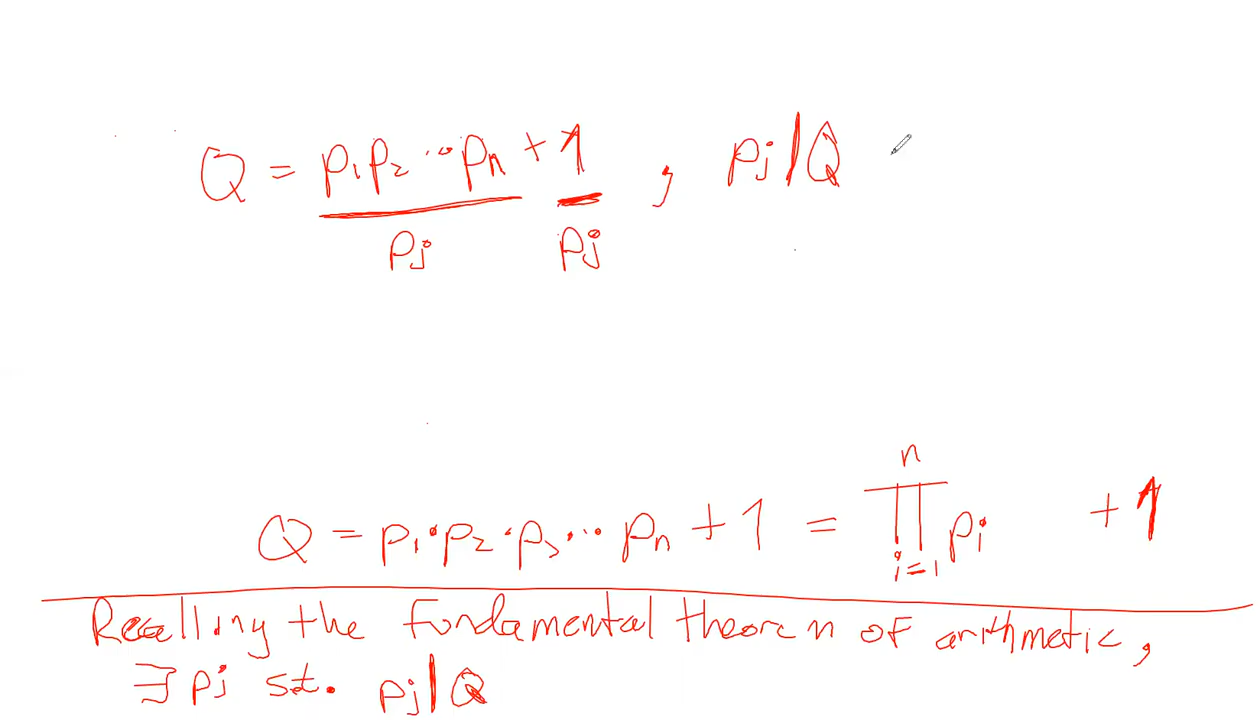 Q = p₁p₂...pₙ + 1 , pj | Q
pj pj
n
Q = p₁·p₂·p₃...pₙ + 1 = ∏ pi + 1
i=1
Recalling the fundamental theorem of arithmetic,
∃ pj s.t. pj | Q